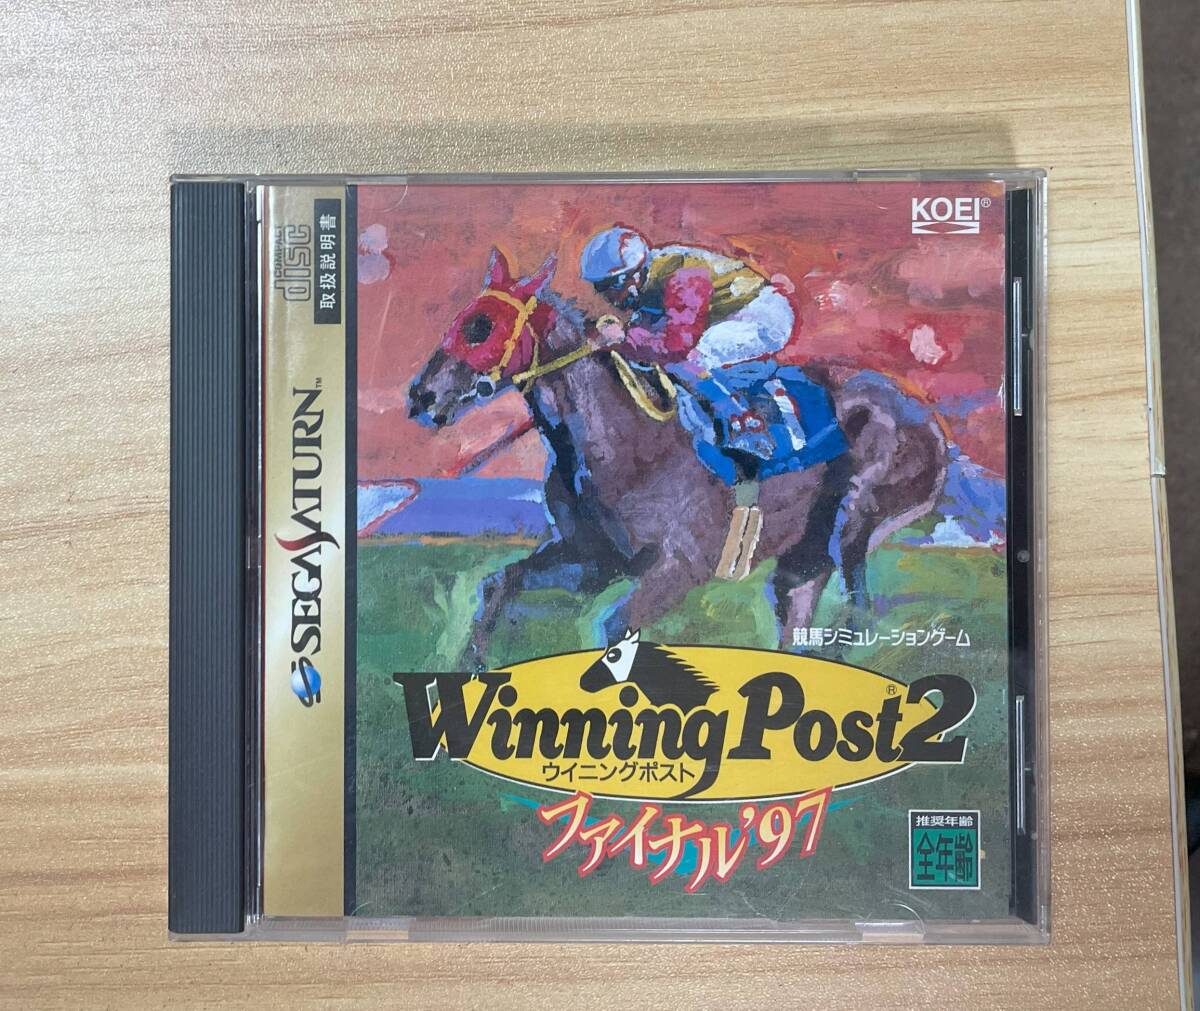 COMPACT
disc
取扱説明書
SEGA SATURN™
KOEI®
競馬シミュレーションゲーム
Winning Post®2
ウイニングポスト
ファイナル'97
推奨年齢
全年齢